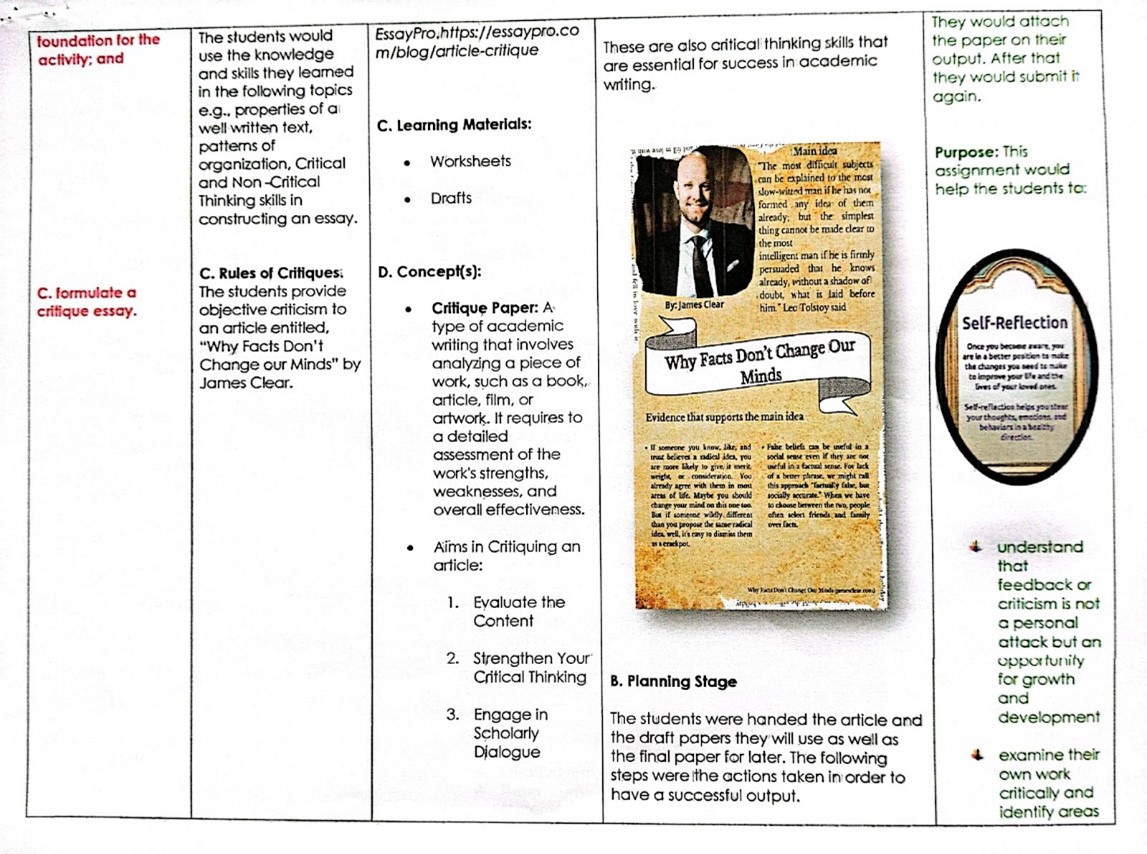 foundation for the
activity; and
C. formulate a
critique essay.
The students would
use the knowledge
and skills they learned
in the following topics
e.g., properties of a
well written text,
patterns of
organization, Critical
and Non -Critical
Thinking skills in
constructing an essay.
C. Rules of Critiques.
The students provide
objective criticism to
an article entitled,
“Why Facts Don’t
Change our Minds” by
James Clear.
EssayPro.https://essaypro.co
m/blog/article-critique
C. Learning Materials:
• Worksheets
• Drafts
D. Concept(s):
• Critique Paper: A
type of academic
writing that involves
analyzing a piece of
work, such as a book,
article, film, or
artwork. It requires to
a detailed
assessment of the
work's strengths,
weaknesses, and
overall effectiveness.
• Aims in Critiquing an
article:
1. Evaluate the
Content
2. Strengthen Your
Critical Thinking
3. Engage in
Scholarly
Dialogue
These are also critical thinking skills that
are essential for success in academic
writing.
Main idea
"The most difficult subjects
can be explained to the most
slow-witted man if he has not
formed any idea of them
already; but the simplest
thing cannot be made clear to
the most
intelligent man if he is firmly
persuaded that he knows
already, without a shadow of
doubt, what is laid before
him." Leo Tolstoy said
By: James Clear
Why Facts Don't Change Our
Minds
Evidence that supports the main idea
• If someone you know, like, and
trust believes a radical idea, you
are more likely to give it merit,
weight, or consideration. You
already agree with them in most
areas of life. Maybe you should
change your mind on this one too.
But if someone wildly different
than you propose the same radical
idea, well, it's easy to dismiss them
as a crackpot.
• False beliefs can be useful in a
social sense even if they are not
useful in a factual sense. For lack
of a better phrase, we might call
this approach "factually false, but
socially accurate." When we have
to choose between the two, people
often select friends and family
over facts.
Why Facts Don't Change Our Minds (jamesclear.com)
B. Planning Stage
The students were handed the article and
the draft papers they will use as well as
the final paper for later. The following
steps were the actions taken in order to
have a successful output.
They would attach
the paper on their
output. After that
they would submit it
again.
Purpose: This
assignment would
help the students to:
Self-Reflection
Once you become aware, you
are in a better position to make
the changes you need to make
to improve your life and the
lives of your loved ones.
Self-reflection helps you steer
your thoughts, emotions, and
behaviors in a healthy
direction.
understand
that
feedback or
criticism is not
a personal
attack but an
opportunity
for growth
and
development
examine their
own work
critically and
identify areas